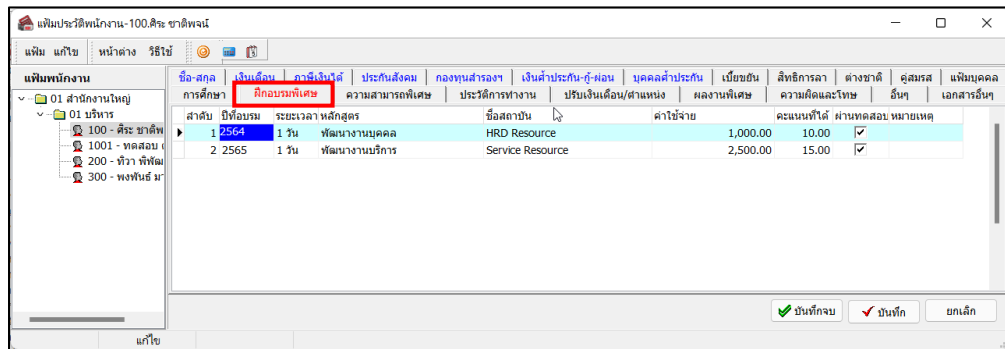 แฟ้มประวัติพนักงาน-100.ศิระ ชาติพจน์
แฟ้ม แก้ไข หน้าต่าง วิธีใช้
แฟ้มพนักงาน
01 สำนักงานใหญ่
01 บริหาร
100 - ศิระ ชาติพ
1001 - ทดสอบ
200 - ทิวา พิพัฒ
300 - พงพันธ์ มา
ชื่อ-สกุล เงินเดือน ภาษีเงินได้ ประกันสังคม กองทุนสำรองฯ เงินค้ำประกัน-กู้-ผ่อน บุคคลค้ำประกัน เบี้ยขยัน สิทธิการลา ต่างชาติ คู่สมรส แฟ้มบุคคล
การศึกษา ฝึกอบรมพิเศษ ความสามารถพิเศษ ประวัติการทำงาน ปรับเงินเดือน/ตำแหน่ง ผลงานพิเศษ ความผิดและโทษ อื่นๆ เอกสารอื่นๆ
ลำดับ ปีที่อบรม ระยะเวลา หลักสูตร ชื่อสถาบัน ค่าใช้จ่าย คะแนนที่ได้ ผ่านทดสอบ หมายเหตุ
1 2564 1 วัน พัฒนางานบุคคล HRD Resource 1,000.00 10.00
2 2565 1 วัน พัฒนางานบริการ Service Resource 2,500.00 15.00
บันทึกจบ บันทึก ยกเลิก
แก้ไข